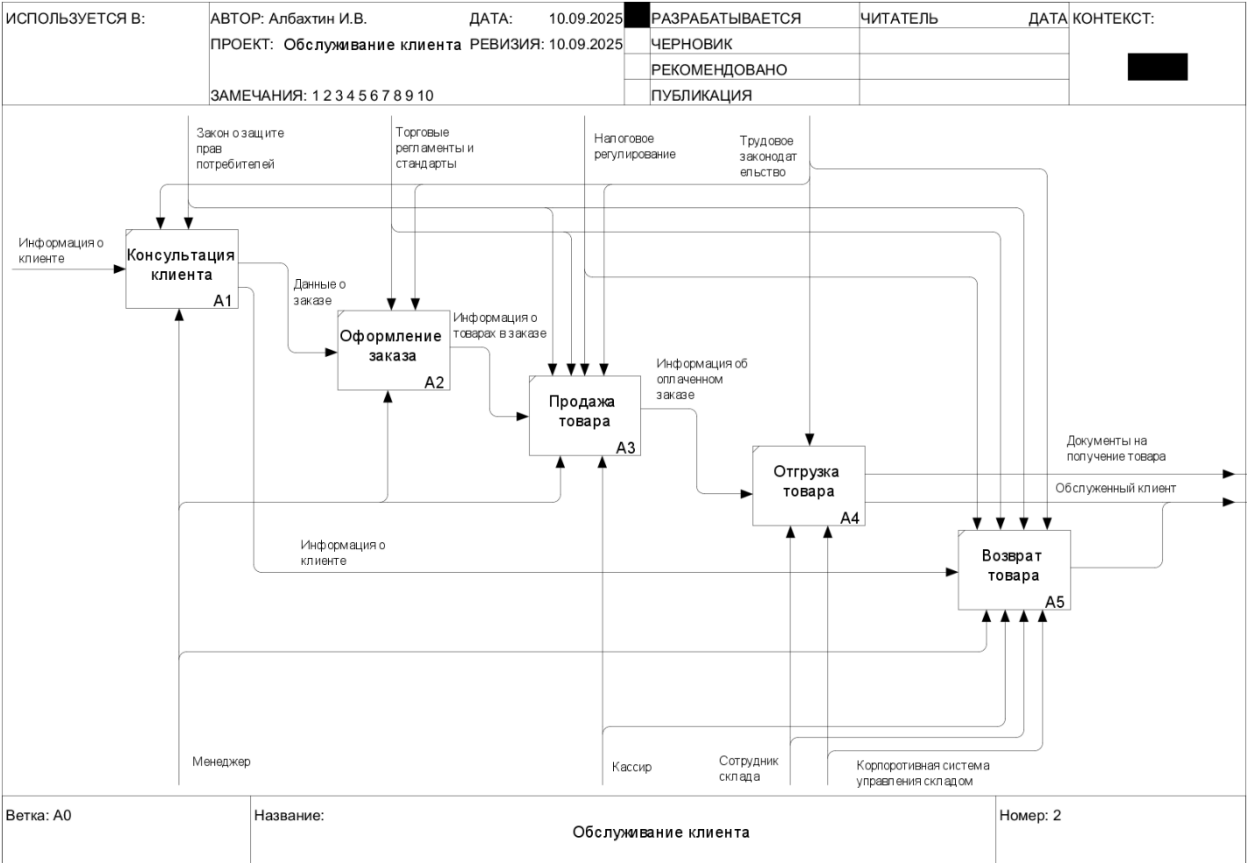 ИСПОЛЬЗУЕТСЯ В:
АВТОР: Албахтин И.В.
ДАТА: 10.09.2025
РАЗРАБАТЫВАЕТСЯ
ЧИТАТЕЛЬ
ДАТА
КОНТЕКСТ:
ПРОЕКТ: Обслуживание клиента
РЕВИЗИЯ: 10.09.2025
ЧЕРНОВИК
РЕКОМЕНДОВАНО
ЗАМЕЧАНИЯ: 1 2 3 4 5 6 7 8 9 10
ПУБЛИКАЦИЯ
Закон о защите
прав
потребителей
Торговые
регламенты и
стандарты
Налоговое
регулирование
Трудовое
законодат
ельство
Информация о
клиенте
Консультация
клиента
A1
Данные о
заказе
Оформление
заказа
A2
Информация о
товарах в заказе
Продажа
товара
A3
Информация об
оплаченном
заказе
Отгрузка
товара
A4
Документы на
получение товара
Обслуженный клиент
Информация о
клиенте
Возврат
товара
A5
Менеджер
Кассир
Сотрудник
склада
Корпоротивная система
управления складом
Ветка: A0
Название:
Обслуживание клиента
Номер: 2